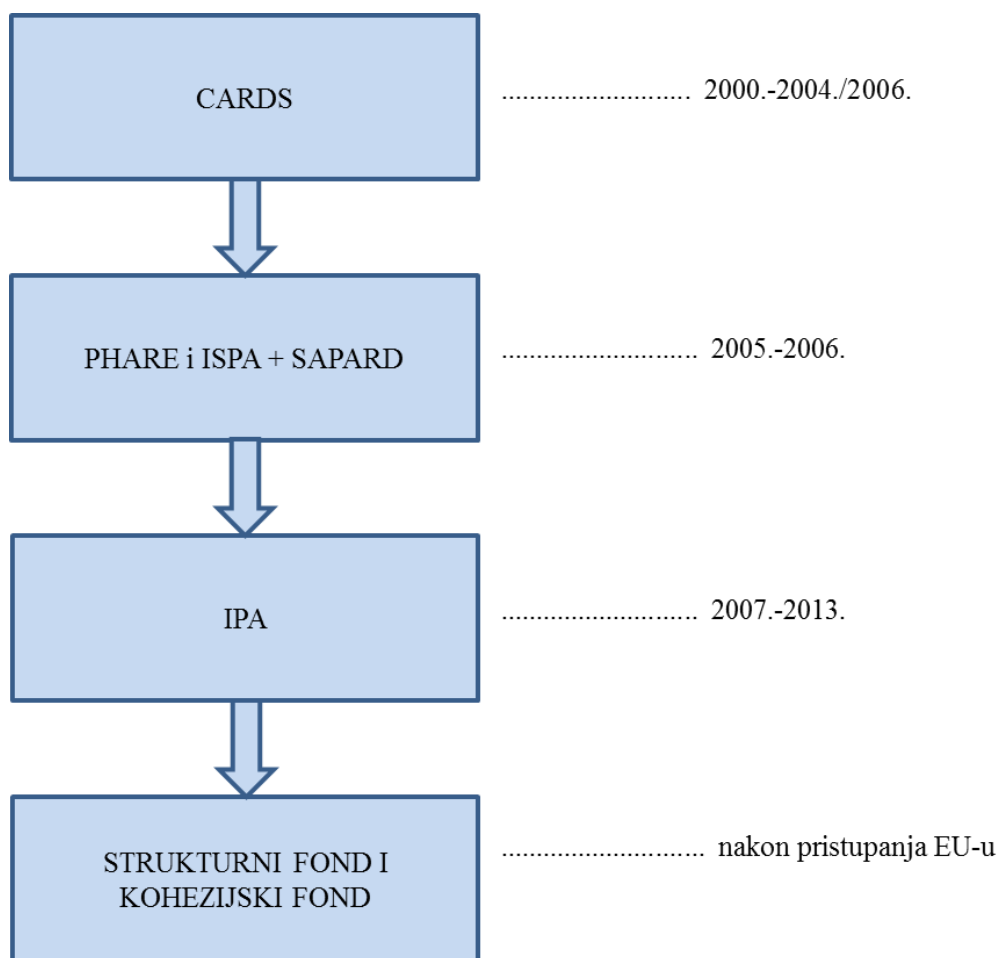 CARDS
.......................... 2000.-2004./2006.
PHARE i ISPA + SAPARD
.......................... 2005.-2006.
IPA
.......................... 2007.-2013.
STRUKTURNI FOND I
KOHEZIJSKI FOND
........................... nakon pristupanja EU-u